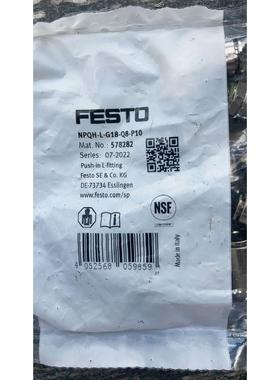 FESTO
NPQH-L-G18-Q8-P10
Mat. No.: 578282
Series: 07-2022
Push-in L-fitting
Festo SE & Co. KG
DE-73734 Esslingen
www.festo.com/sp
NSF
Made in Italy
4 052568 059859